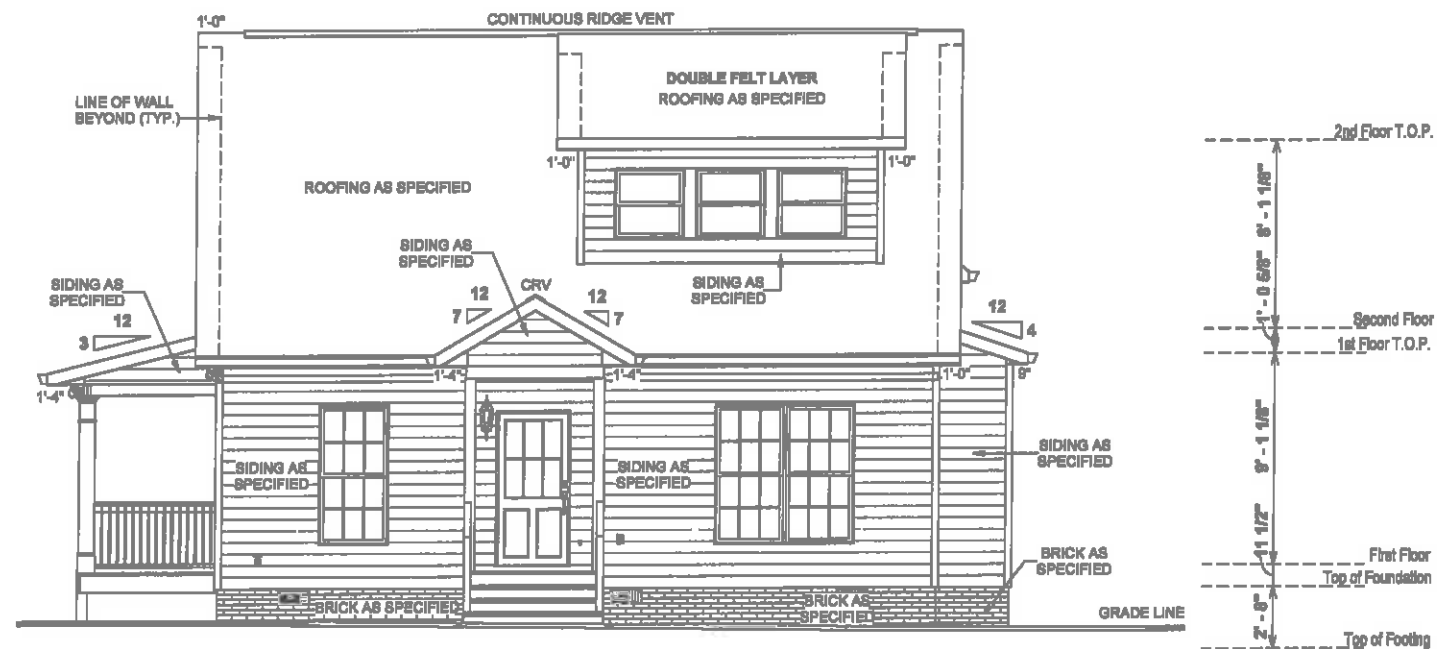 1'-0"
CONTINUOUS RIDGE VENT
DOUBLE FELT LAYER
ROOFING AS SPECIFIED
LINE OF WALL
BEYOND (TYP.)
1'-0"
1'-0"
ROOFING AS SPECIFIED
SIDING AS
SPECIFIED
SIDING AS
SPECIFIED
SIDING AS
SPECIFIED
CRV
12
3
12
7
12
7
12
4
1'-4"
1'-4"
1'-4"
1'-0"
9"
SIDING AS
SPECIFIED
SIDING AS
SPECIFIED
SIDING AS
SPECIFIED
BRICK AS
SPECIFIED
BRICK AS SPECIFIED
BRICK AS
SPECIFIED
GRADE LINE
2nd Floor T.O.P.
8' - 1 1/8"
1' - 0 5/8"
Second Floor
1st Floor T.O.P.
9' - 1 1/8"
11 1/2"
First Floor
Top of Foundation
2' - 8"
Top of Footing